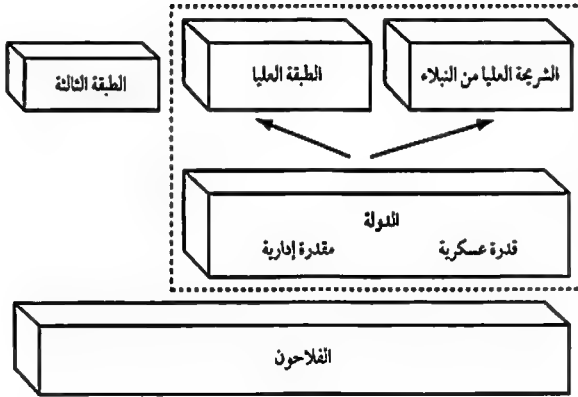 الشريحة العليا من النبلاء
الطبقة العليا
الطبقة الثالثة
الدولة
قدرة عسكرية
مقدرة إدارية
الفلاحون